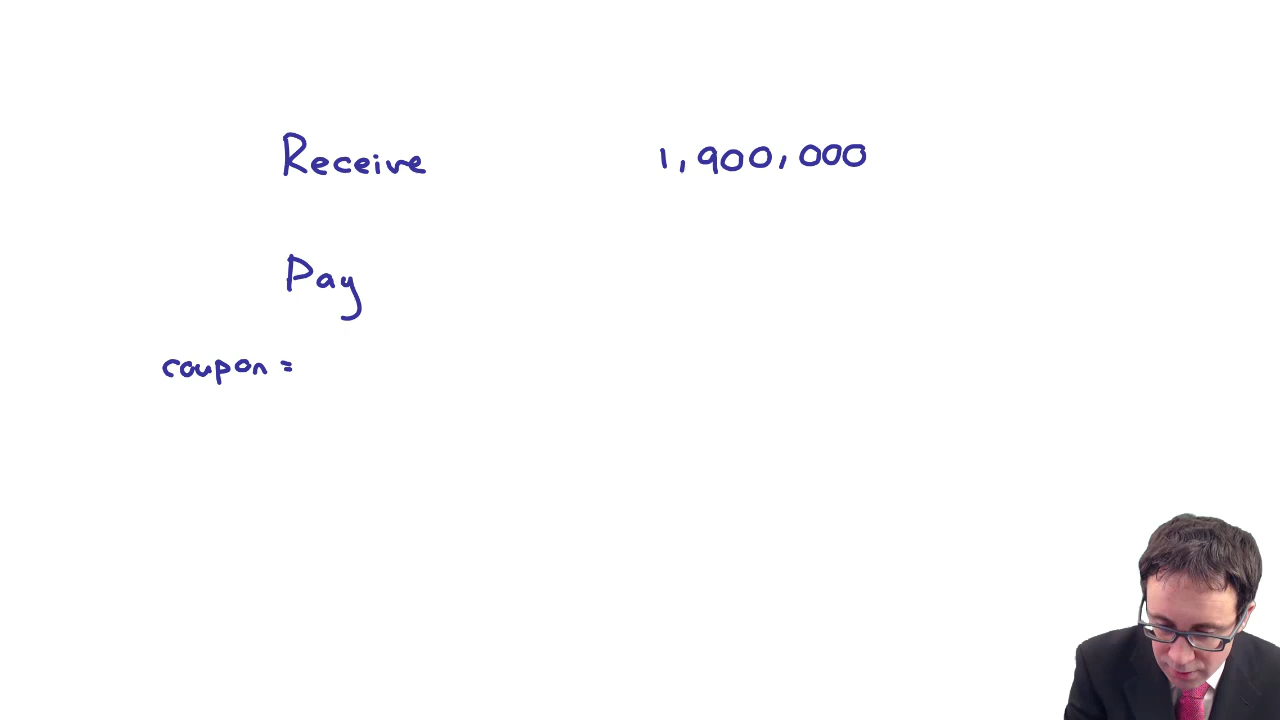 Receive 1,900,000
Pay
coupon =